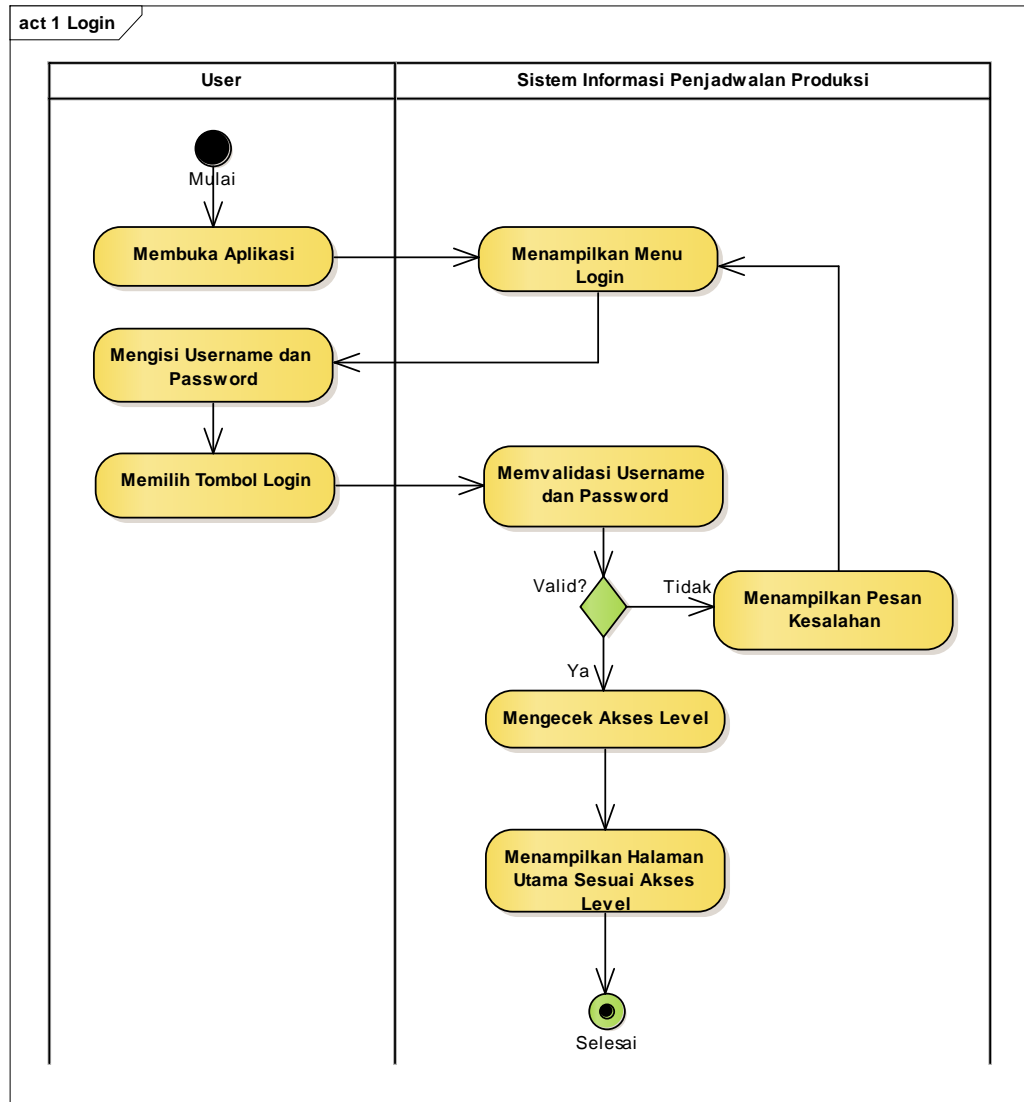 act 1 Login
User
Sistem Informasi Penjadwalan Produksi
Mulai
Membuka Aplikasi
Menampilkan Menu
Login
Mengisi Username dan
Password
Memilih Tombol Login
Memvalidasi Username
dan Password
Valid?
Tidak
Menampilkan Pesan
Kesalahan
Ya
Mengecek Akses Level
Menampilkan Halaman
Utama Sesuai Akses
Level
Selesai